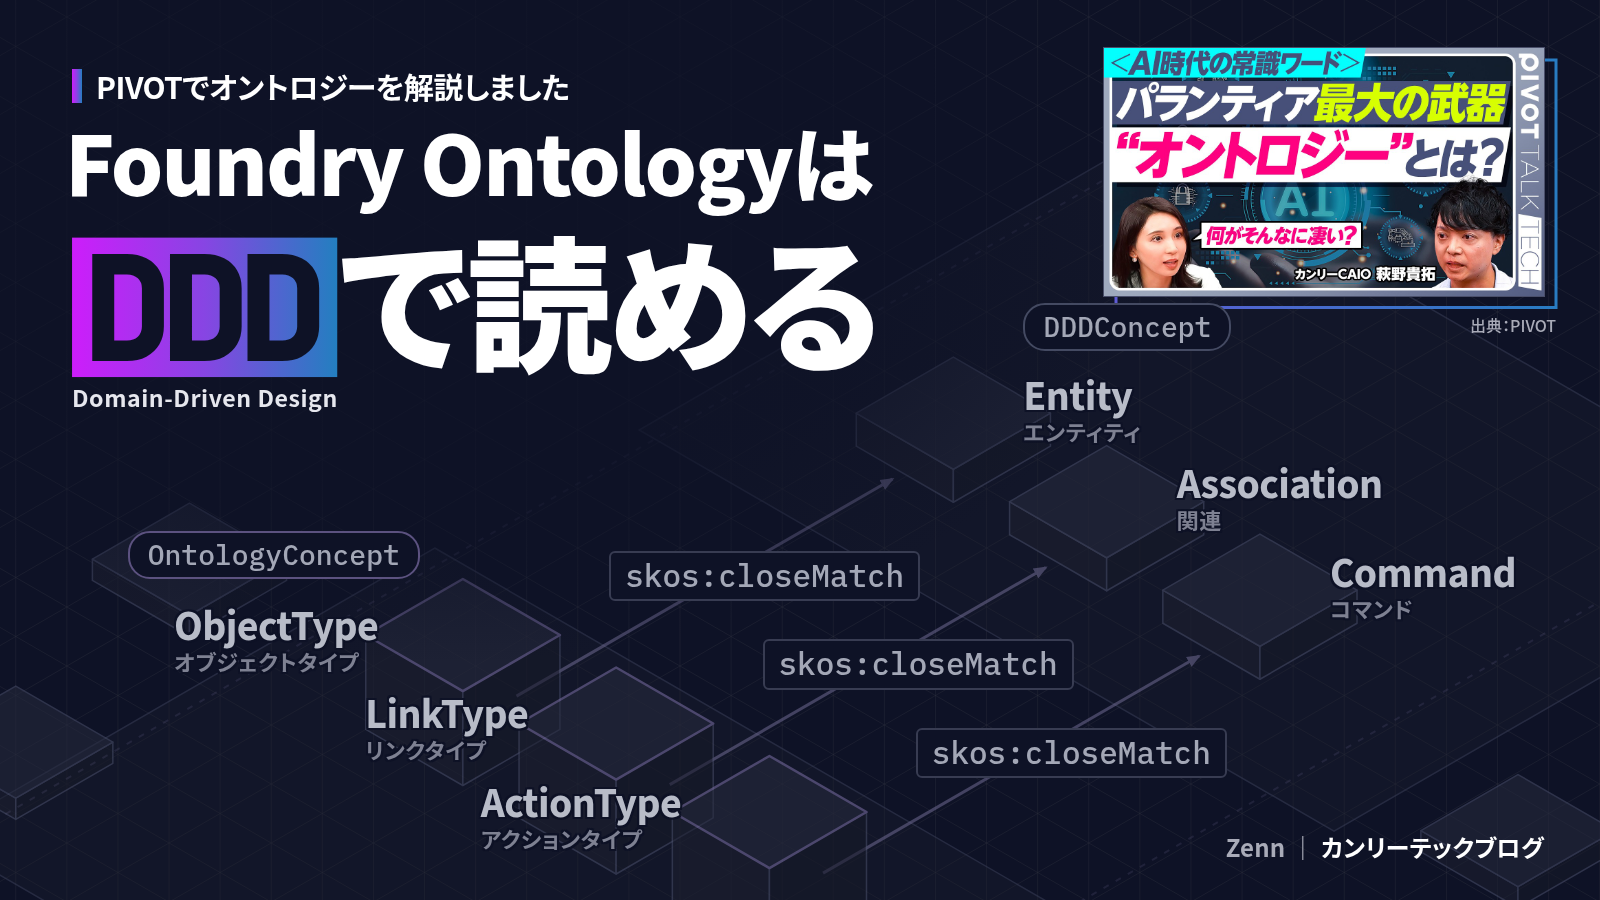 PIVOTでオントロジーを解説しました
Foundry Ontologyは
DDDで読める
Domain-Driven Design
<AI時代の常識ワード>
パランティア最大の武器
“オントロジー”とは?
AI
何がそんなに凄い?
カンリーCAIO 萩野貴拓
PIVOT TALK TECH
出典：PIVOT
DDDConcept
Entity
エンティティ
Association
関連
Command
コマンド
OntologyConcept
ObjectType
オブジェクトタイプ
LinkType
リンクタイプ
ActionType
アクションタイプ
skos:closeMatch
skos:closeMatch
skos:closeMatch
Zenn | カンリーテックブログ